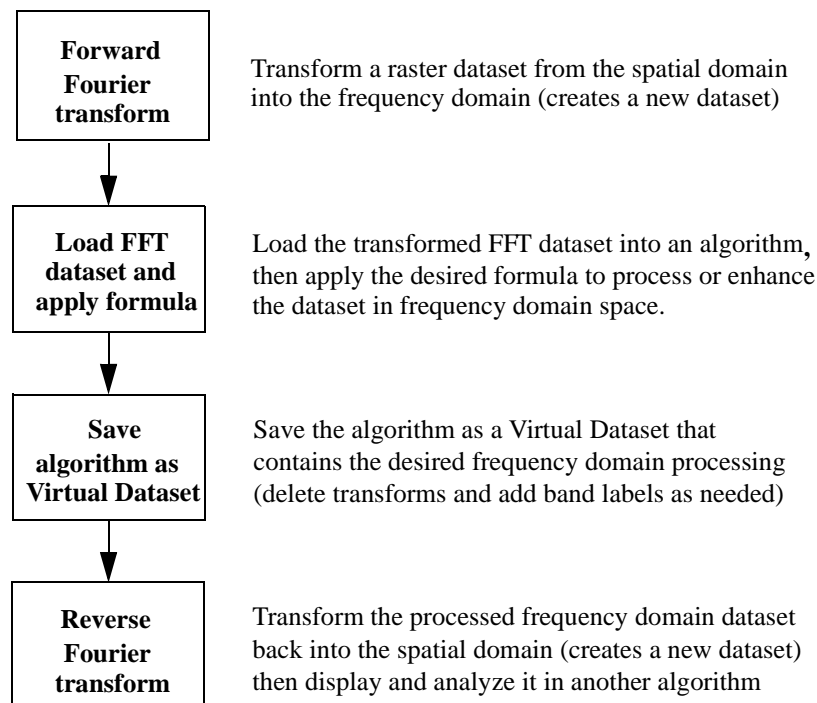 Forward
Fourier
transform
Transform a raster dataset from the spatial domain
into the frequency domain (creates a new dataset)
Load FFT
dataset and
apply formula
Load the transformed FFT dataset into an algorithm,
then apply the desired formula to process or enhance
the dataset in frequency domain space.
Save
algorithm as
Virtual Dataset
Save the algorithm as a Virtual Dataset that
contains the desired frequency domain processing
(delete transforms and add band labels as needed)
Reverse
Fourier
transform
Transform the processed frequency domain dataset
back into the spatial domain (creates a new dataset)
then display and analyze it in another algorithm